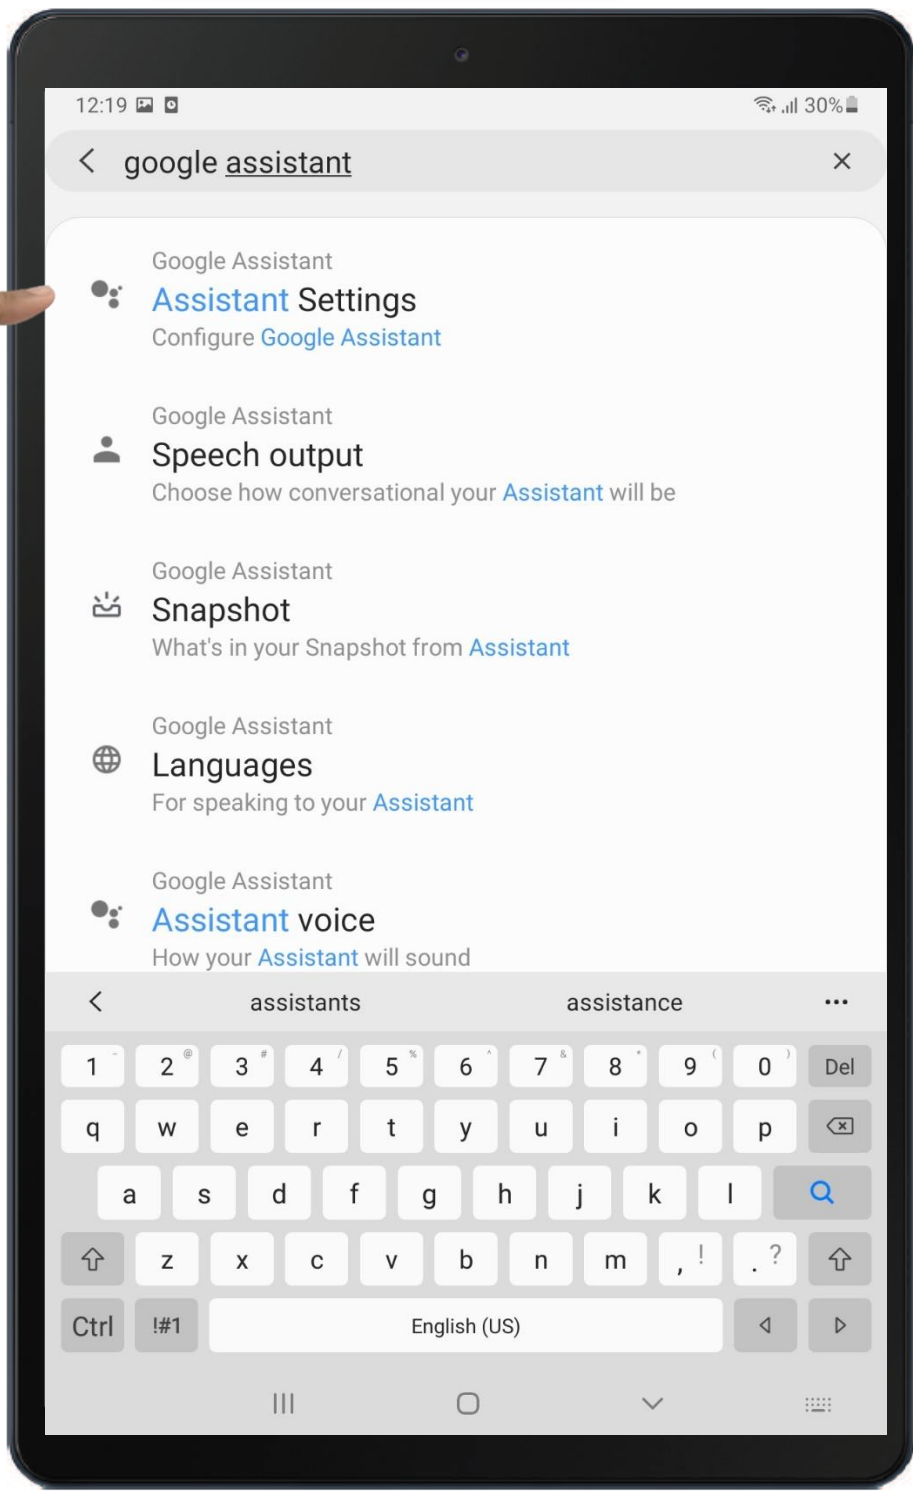 12:19 30%
google assistant
Google Assistant
Assistant Settings
Configure Google Assistant
Google Assistant
Speech output
Choose how conversational your Assistant will be
Google Assistant
Snapshot
What's in your Snapshot from Assistant
Google Assistant
Languages
For speaking to your Assistant
Google Assistant
Assistant voice
How your Assistant will sound
assistants assistance
1 2 @ 3 # 4 / 5 % 6 ^ 7 & 8 * 9 ( 0 ) Del
q w e r t y u i o p
a s d f g h j k l
z x c v b n m , ! . ?
Ctrl !#1 English (US)